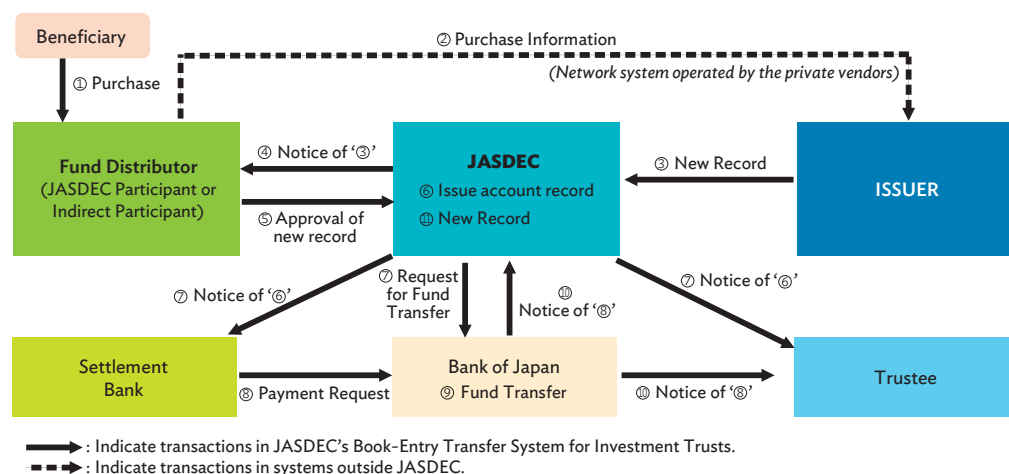 Beneficiary
② Purchase Information
① Purchase
(Network system operated by the private vendors)
Fund Distributor
(JASDEC Participant or
Indirect Participant)
④ Notice of ‘③’
⑤ Approval of
new record
JASDEC
⑥ Issue account record
⑪ New Record
③ New Record
ISSUER
⑦ Notice of ‘⑥’
⑦ Request
for Fund
Transfer
⑩
Notice of ‘⑧’
⑦ Notice of ‘⑥’
Settlement
Bank
⑧ Payment Request
Bank of Japan
⑨ Fund Transfer
⑩ Notice of ‘⑧’
Trustee
: Indicate transactions in JASDEC’s Book-Entry Transfer System for Investment Trusts.
: Indicate transactions in systems outside JASDEC.